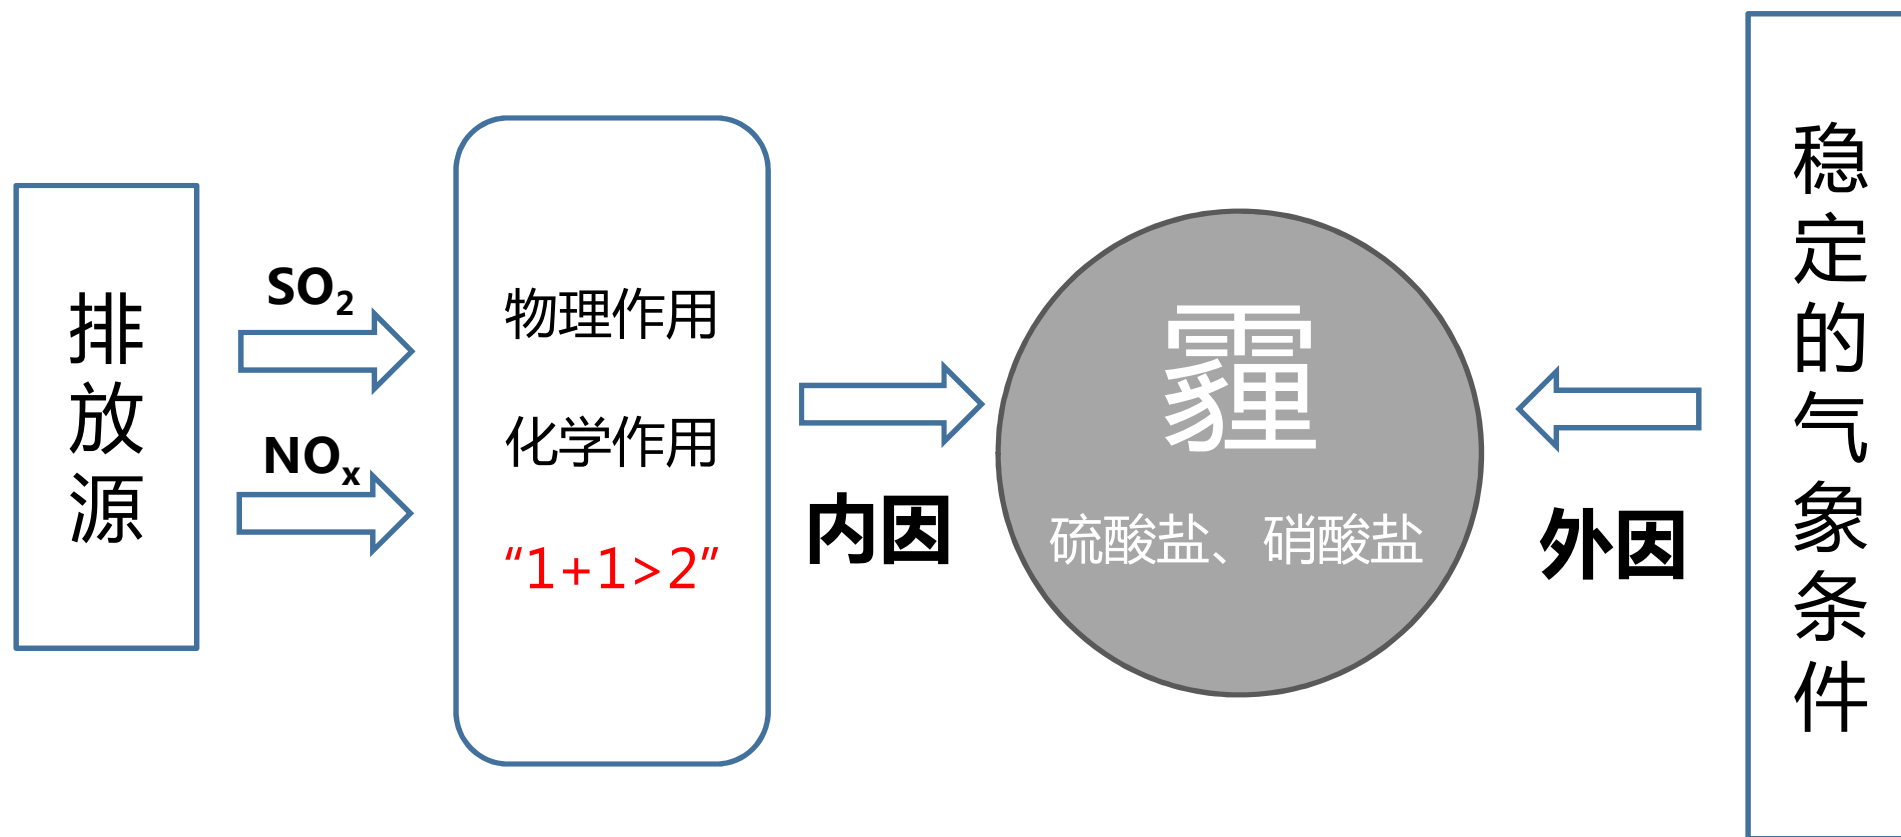 排放源
SO₂
NOₓ
物理作用
化学作用
“1+1>2”
内因
霾
硫酸盐、硝酸盐
外因
稳定的气象条件